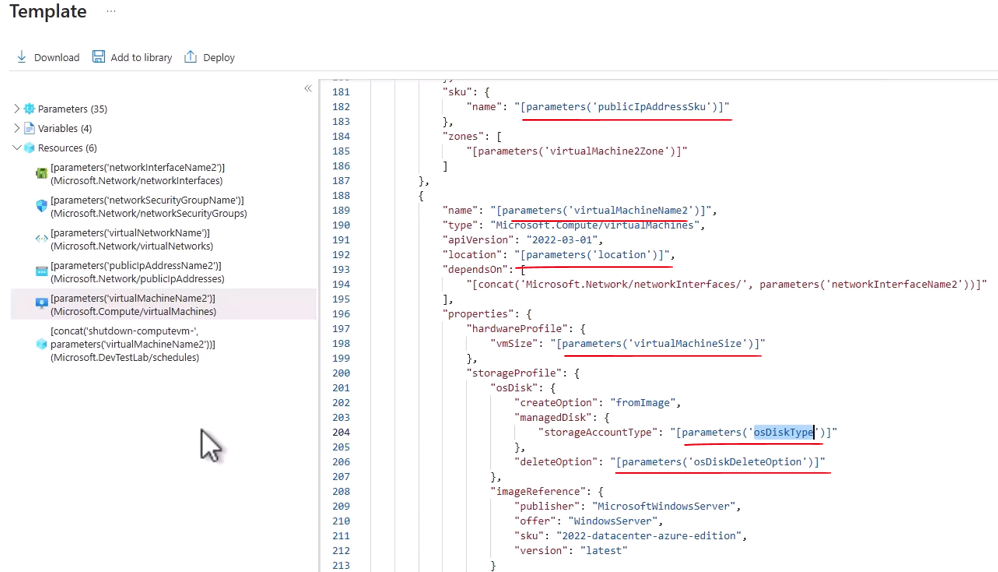 Template ...
Download Add to library Deploy
«
Parameters (35)
Variables (4)
Resources (6)
[parameters('networkInterfaceName2')]
(Microsoft.Network/networkInterfaces)
[parameters('networkSecurityGroupName')]
(Microsoft.Network/networkSecurityGroups)
[parameters('virtualNetworkName')]
(Microsoft.Network/virtualNetworks)
[parameters('publicIpAddressName2')]
(Microsoft.Network/publicIpAddresses)
[parameters('virtualMachineName2')]
(Microsoft.Compute/virtualMachines)
[concat('shutdown-computevm-',
parameters('virtualMachineName2'))]
(Microsoft.DevTestLab/schedules)
181 "sku": {
182 "name": "[parameters('publicIpAddressSku')]"
183 },
184 "zones": [
185 "[parameters('virtualMachine2Zone')]"
186 ]
187 },
188 {
189 "name": "[parameters('virtualMachineName2')]",
190 "type": "Microsoft.Compute/virtualMachines",
191 "apiVersion": "2022-03-01",
192 "location": "[parameters('location')]",
193 "dependsOn": [
194 "[concat('Microsoft.Network/networkInterfaces/', parameters('networkInterfaceName2'))]"
195 ],
196 "properties": {
197 "hardwareProfile": {
198 "vmSize": "[parameters('virtualMachineSize')]"
199 },
200 "storageProfile": {
201 "osDisk": {
202 "createOption": "fromImage",
203 "managedDisk": {
204 "storageAccountType": "[parameters('osDiskType')]"
205 },
206 "deleteOption": "[parameters('osDiskDeleteOption')]"
207 },
208 "imageReference": {
209 "publisher": "MicrosoftWindowsServer",
210 "offer": "WindowsServer",
211 "sku": "2022-datacenter-azure-edition",
212 "version": "latest"
213 }